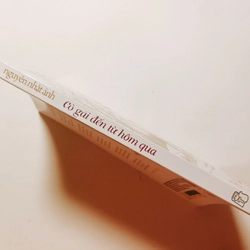 nguyễn nhật ánh
Cô gái đến từ hôm qua